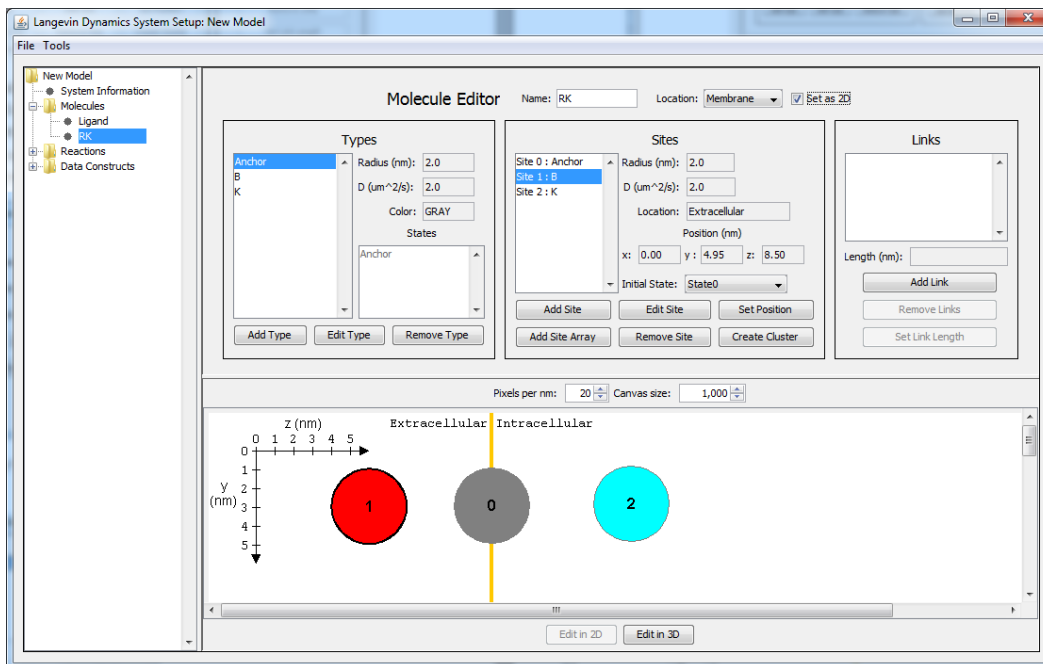 Langevin Dynamics System Setup: New Model
File Tools
New Model
System Information
Molecules
Ligand
RK
Reactions
Data Constructs
Molecule Editor
Name: RK
Location: Membrane
Set as 2D
Types
Anchor
B
K
Radius (nm): 2.0
D (um^2/s): 2.0
Color: GRAY
States
Anchor
Add Type
Edit Type
Remove Type
Sites
Site 0 : Anchor
Site 1 : B
Site 2 : K
Radius (nm): 2.0
D (um^2/s): 2.0
Location: Extracellular
Position (nm)
x: 0.00 y : 4.95 z: 8.50
Initial State: State0
Add Site
Edit Site
Set Position
Add Site Array
Remove Site
Create Cluster
Links
Length (nm):
Add Link
Remove Links
Set Link Length
Pixels per nm: 20 Canvas size: 1,000
z (nm)
0 1 2 3 4 5
Extracellular Intracellular
y
(nm)
0
1
2
3
4
5
1
0
2
Edit in 2D
Edit in 3D